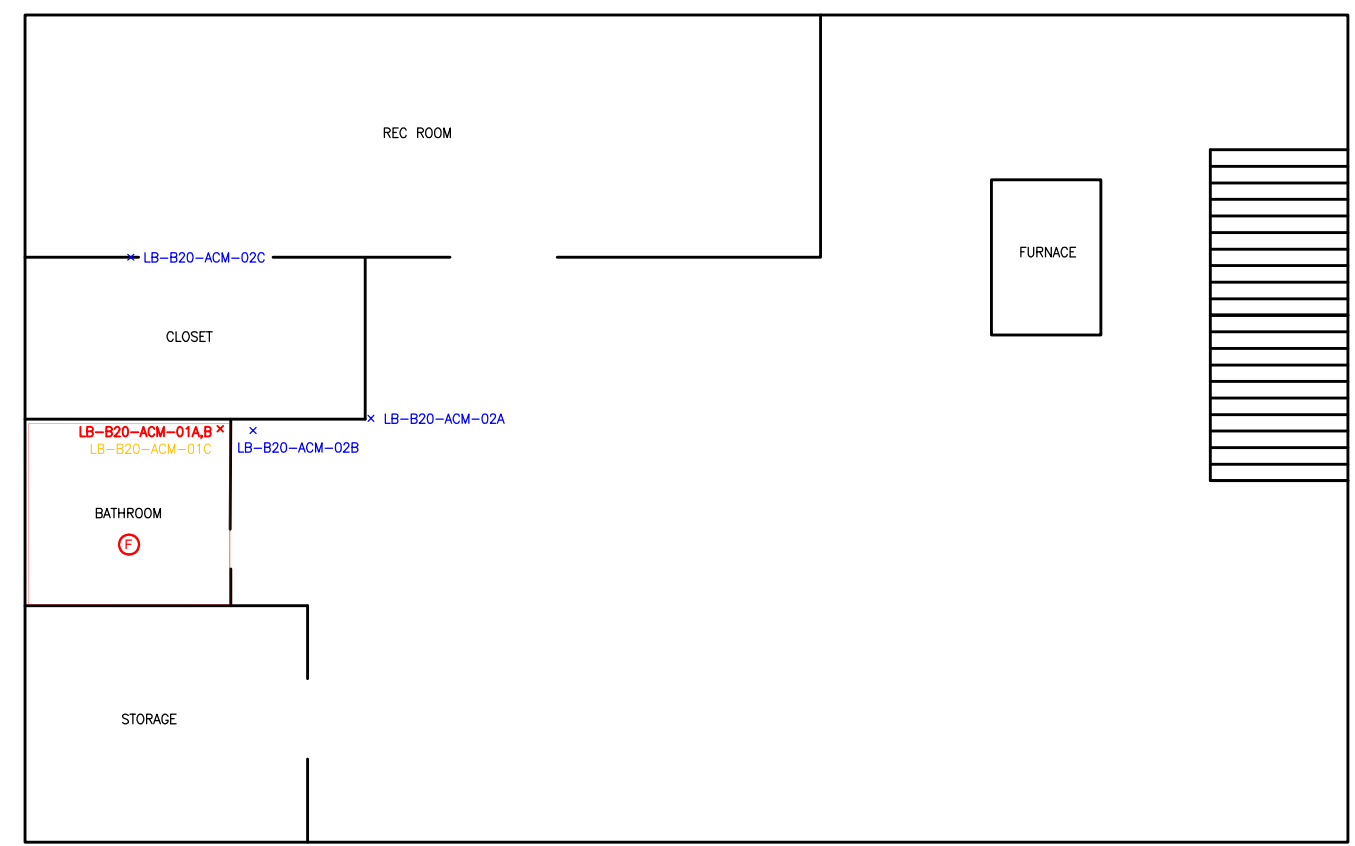 REC ROOM
FURNACE
LB-B20-ACM-02C
CLOSET
LB-B20-ACM-02A
LB-B20-ACM-01A,B
LB-B20-ACM-01C
LB-B20-ACM-02B
BATHROOM
F
STORAGE